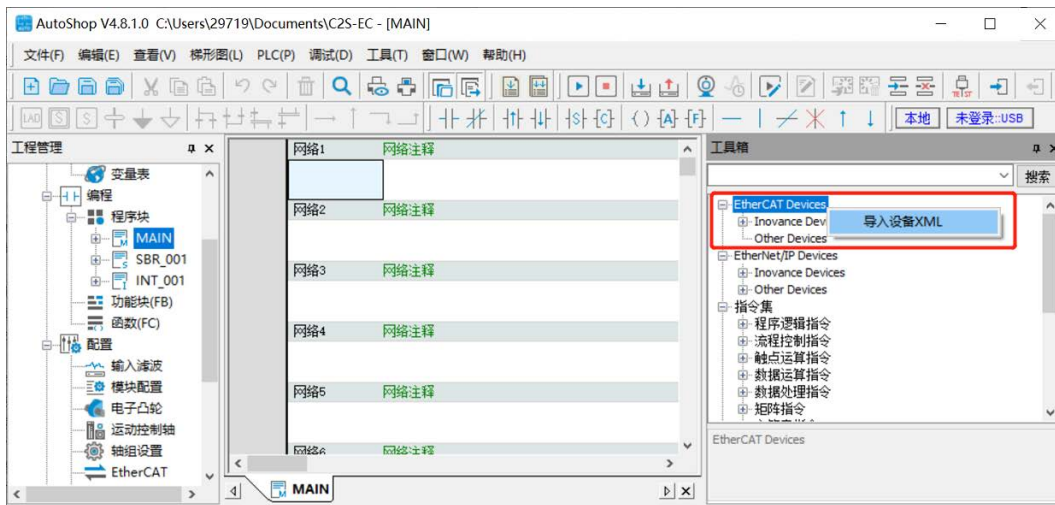 AutoShop V4.8.1.0 C:\Users\29719\Documents\C2S-EC - [MAIN]
文件(F) 编辑(E) 查看(V) 梯形图(L) PLC(P) 调试(D) 工具(T) 窗口(W) 帮助(H)
TEST
LAD S S S C ( ) A F 本地 未登录::USB
工程管理
变量表
编程
程序块
MAIN
SBR_001
INT_001
功能块(FB)
函数(FC)
配置
输入滤波
模块配置
电子凸轮
运动控制轴
轴组设置
EtherCAT
网络1 网络注释
网络2 网络注释
网络3 网络注释
网络4 网络注释
网络5 网络注释
网络6 网络注释
MAIN
工具箱
搜索
EtherCAT Devices
Inovance Dev
导入设备XML
Other Devices
EtherNet/IP Devices
Inovance Devices
Other Devices
指令集
程序逻辑指令
流程控制指令
触点运算指令
数据运算指令
数据处理指令
矩阵指令
EtherCAT Devices